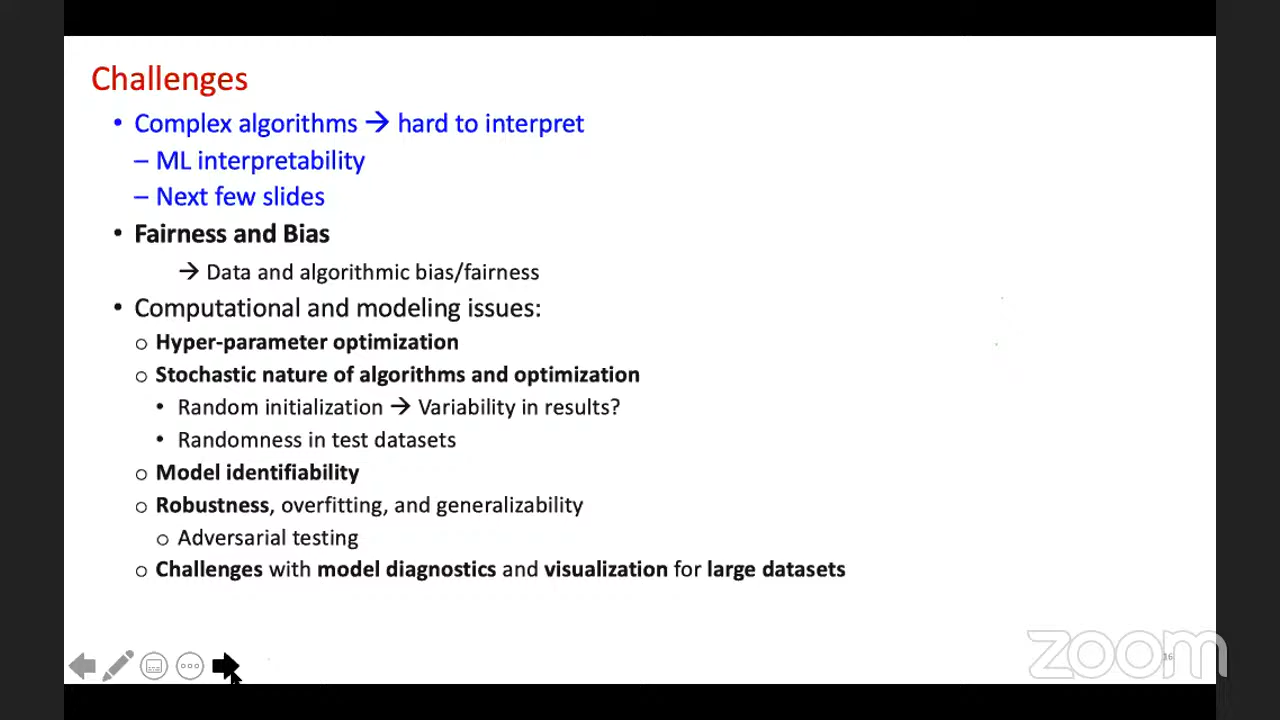 Challenges
• Complex algorithms → hard to interpret
– ML interpretability
– Next few slides
• Fairness and Bias
→ Data and algorithmic bias/fairness
• Computational and modeling issues:
o Hyper-parameter optimization
o Stochastic nature of algorithms and optimization
• Random initialization → Variability in results?
• Randomness in test datasets
o Model identifiability
o Robustness, overfitting, and generalizability
o Adversarial testing
o Challenges with model diagnostics and visualization for large datasets
16
zoom